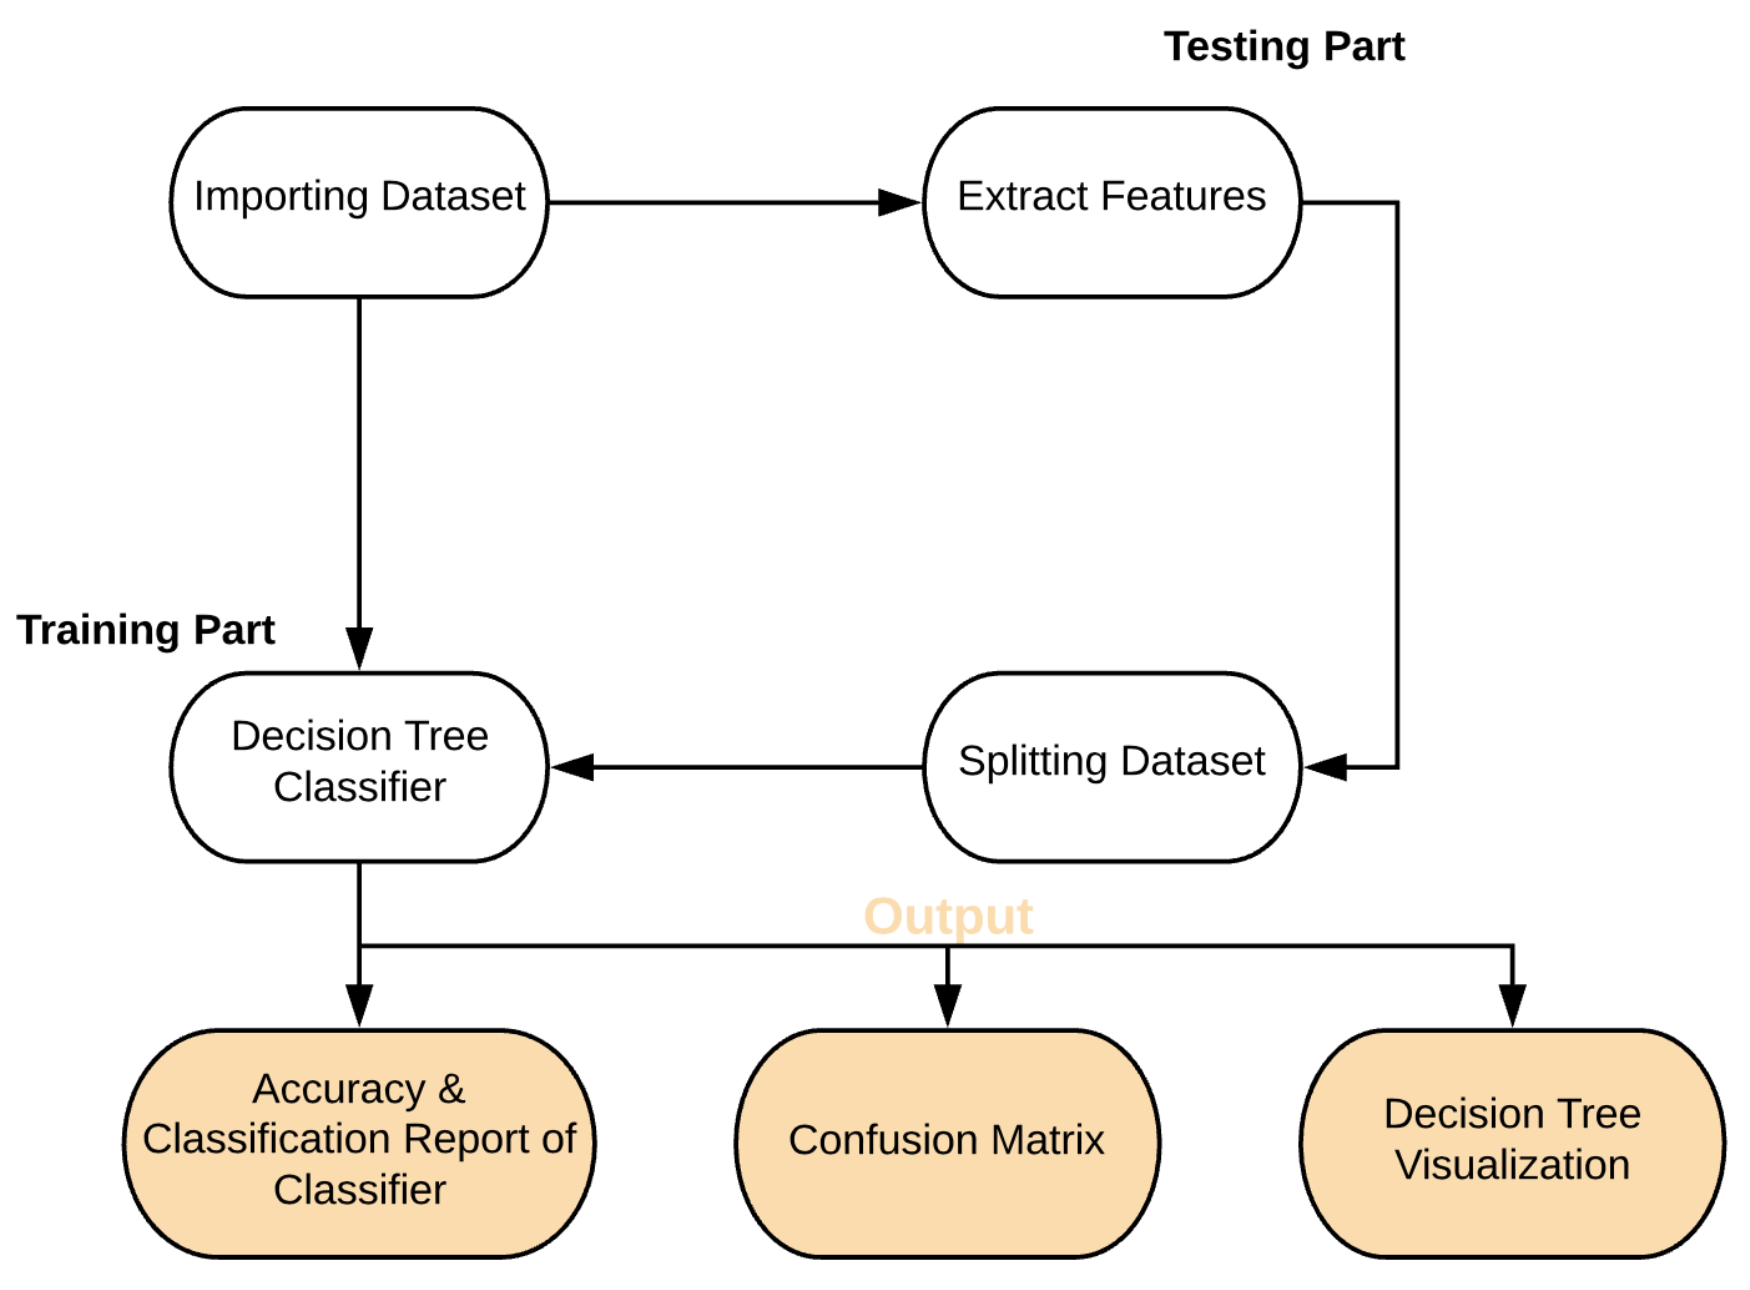 Testing Part
Importing Dataset
Extract Features
Training Part
Decision Tree
Classifier
Splitting Dataset
Output
Accuracy &
Classification Report of
Classifier
Confusion Matrix
Decision Tree
Visualization